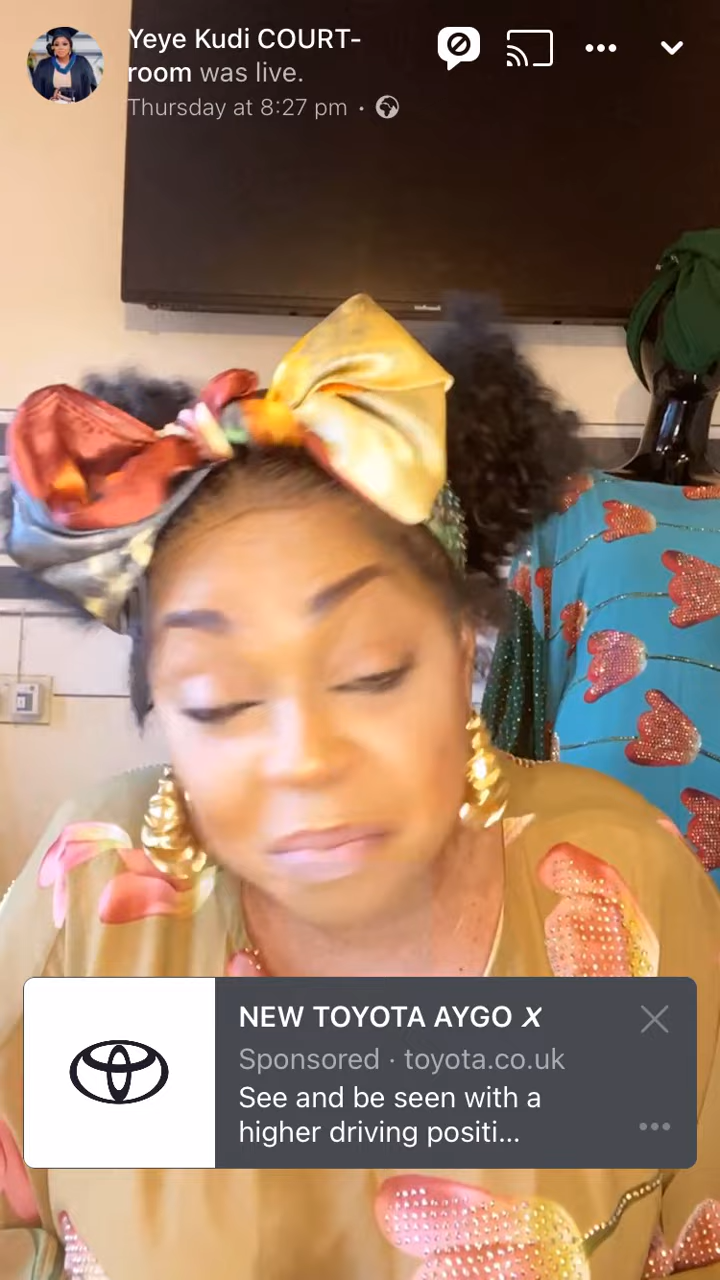 Yeye Kudi COURT-
room was live.
Thursday at 8:27 pm ·
NEW TOYOTA AYGO X
Sponsored · toyota.co.uk
See and be seen with a
higher driving positi...